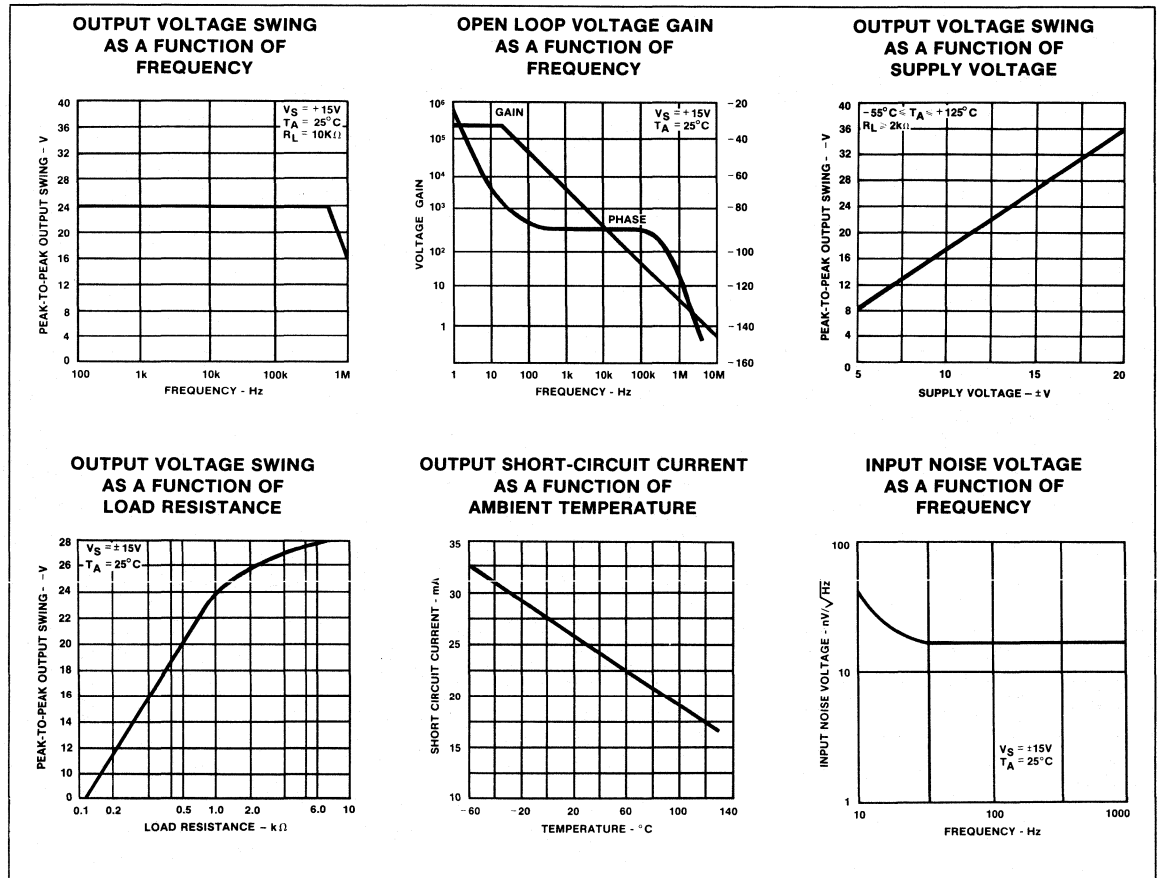 OUTPUT VOLTAGE SWING
AS A FUNCTION OF
FREQUENCY
40
36
32
28
24
20
16
12
8
4
0
PEAK-TO-PEAK OUTPUT SWING - -V
VS = +15V
TA = 25°C
RL = 10KΩ
100 1k 10k 100k 1M
FREQUENCY - Hz
OPEN LOOP VOLTAGE GAIN
AS A FUNCTION OF
FREQUENCY
10⁶
10⁵
10⁴
10³
10²
10
1
VOLTAGE GAIN
GAIN
VS = +15V
TA = 25°C
PHASE
-20
-40
-60
-80
-100
-120
-140
-160
1 10 100 1k 10k 100k 1M 10M
FREQUENCY - Hz
OUTPUT VOLTAGE SWING
AS A FUNCTION OF
SUPPLY VOLTAGE
40
36
32
28
24
20
16
12
8
4
0
PEAK-TO-PEAK OUTPUT SWING - -V
-55°C ⩽ TA ⩾ +125°C
RL ⩾ 2kΩ
5 10 15 20
SUPPLY VOLTAGE - ±V
OUTPUT VOLTAGE SWING
AS A FUNCTION OF
LOAD RESISTANCE
28
26
24
22
20
18
16
14
12
10
0
PEAK-TO-PEAK OUTPUT SWING - -V
VS = ±15V
TA = 25°C
0.1 0.2 0.5 1.0 2.0 6.0 10
LOAD RESISTANCE - kΩ
OUTPUT SHORT-CIRCUIT CURRENT
AS A FUNCTION OF
AMBIENT TEMPERATURE
35
30
25
20
15
10
SHORT CIRCUIT CURRENT - mA
-60 -20 20 60 100 140
TEMPERATURE - °C
INPUT NOISE VOLTAGE
AS A FUNCTION OF
FREQUENCY
100
10
1
INPUT NOISE VOLTAGE - nV/√Hz
VS = ±15V
TA = 25°C
10 100 1000
FREQUENCY - Hz